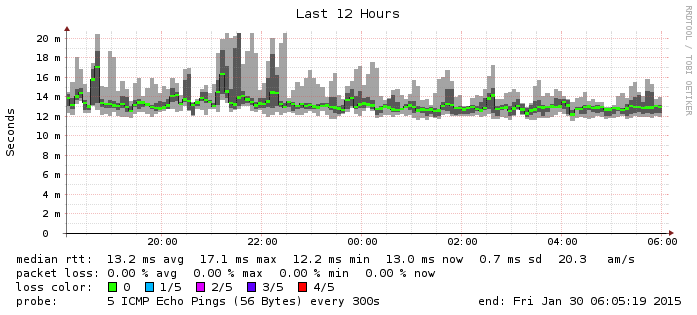 Last 12 Hours
RRDTOOL / TOBI OETIKER
Seconds
20 m
18 m
16 m
14 m
12 m
10 m
8 m
6 m
4 m
2 m
0
20:00 22:00 00:00 02:00 04:00 06:00
median rtt: 13.2 ms avg 17.1 ms max 12.2 ms min 13.0 ms now 0.7 ms sd 20.3 am/s
packet loss: 0.00 % avg 0.00 % max 0.00 % min 0.00 % now
loss color: 0 1/5 2/5 3/5 4/5
probe: 5 ICMP Echo Pings (56 Bytes) every 300s end: Fri Jan 30 06:05:19 2015